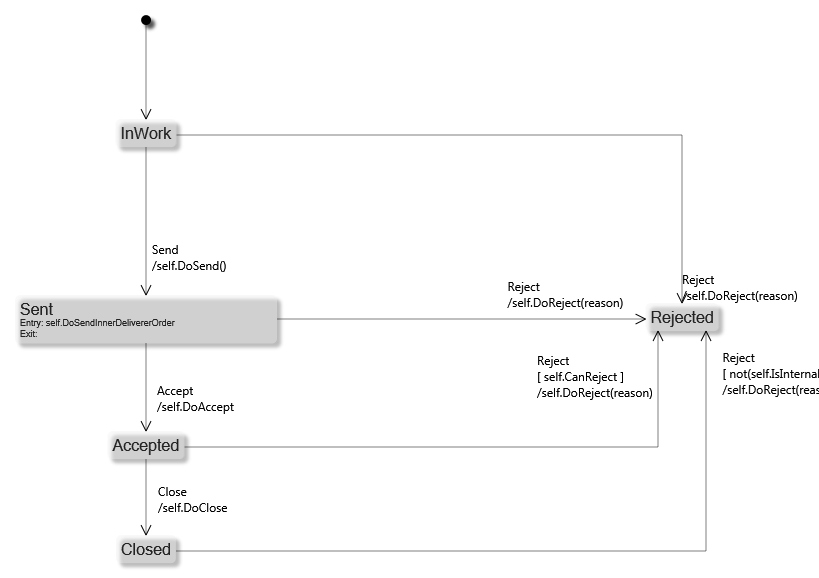 InWork
Send
/self.DoSend()
Sent
Entry: self.DoSendInnerDelivererOrder
Exit:
Reject
/self.DoReject(reason)
Reject
/self.DoReject(reason)
Rejected
Reject
[ self.CanReject ]
/self.DoReject(reason)
Reject
[ not(self.IsInternal
/self.DoReject(reas
Accept
/self.DoAccept
Accepted
Close
/self.DoClose
Closed